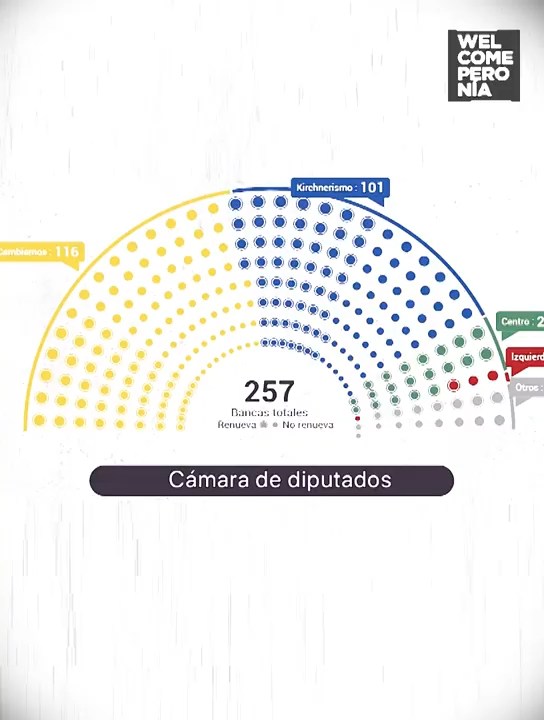 WEL
COME
PERO
NIA
Kirchnerismo : 101
Cambiemos : 116
Centro : 2
Izquierd
Otros :
257
Bancas totales
Renueva No renueva
Cámara de diputados